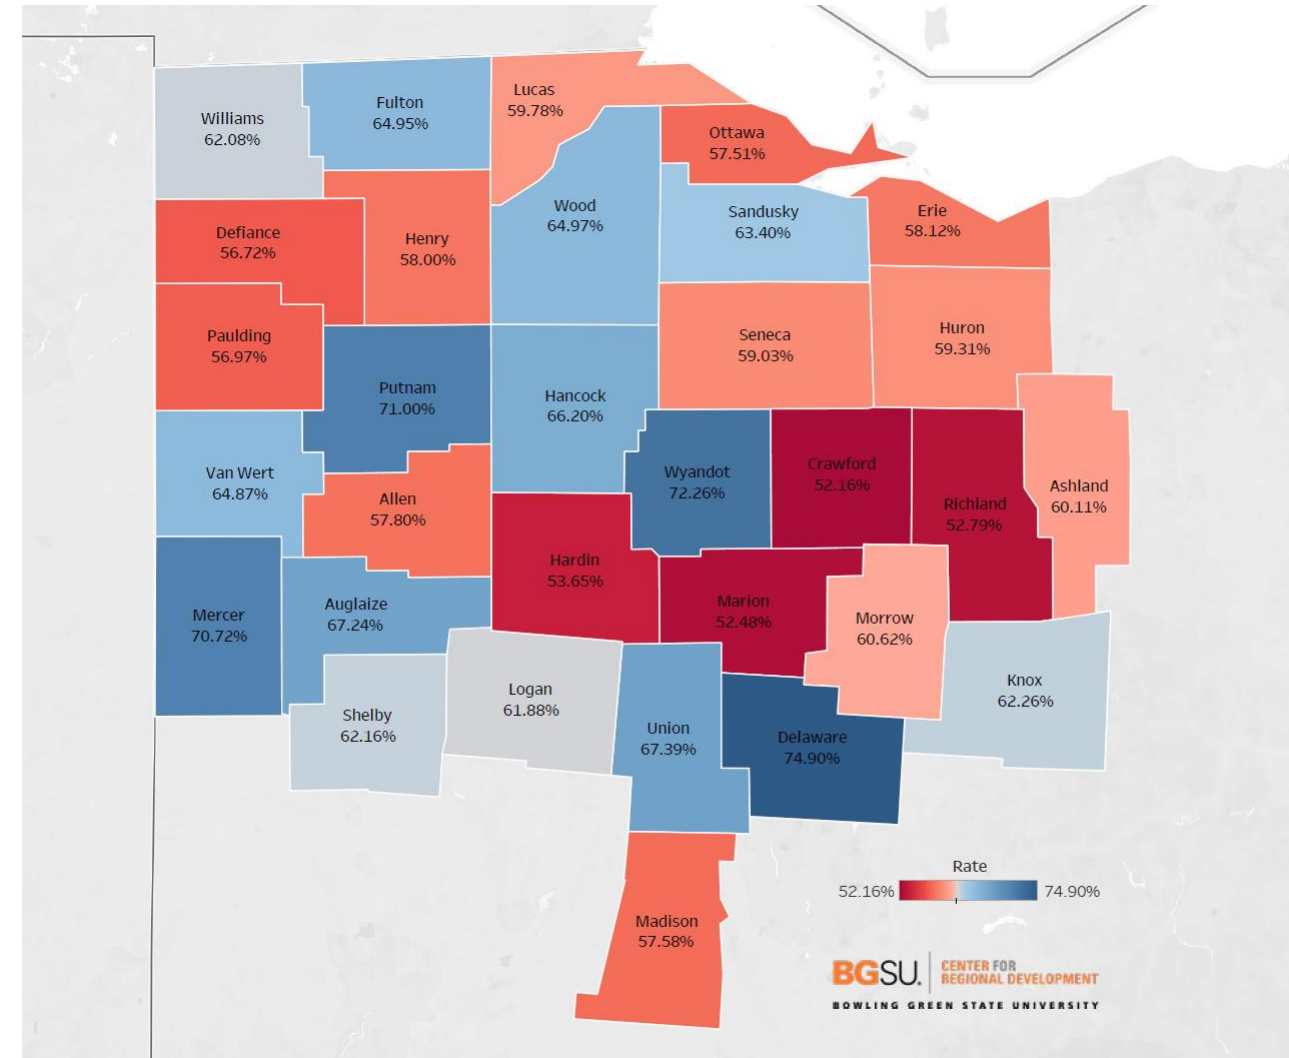 Lucas
59.78%
Fulton
64.95%
Williams
62.08%
Ottawa
57.51%
Wood
64.97%
Sandusky
63.40%
Erie
58.12%
Defiance
56.72%
Henry
58.00%
Paulding
56.97%
Seneca
59.03%
Huron
59.31%
Putnam
71.00%
Hancock
66.20%
Van Wert
64.87%
Allen
57.80%
Wyandot
72.26%
Crawford
52.16%
Richland
52.79%
Ashland
60.11%
Hardin
53.65%
Mercer
70.72%
Auglaize
67.24%
Marion
52.48%
Morrow
60.62%
Logan
61.88%
Knox
62.26%
Shelby
62.16%
Union
67.39%
Delaware
74.90%
Madison
57.58%
Rate
52.16% 74.90%
BGSU. CENTER FOR
REGIONAL DEVELOPMENT
BOWLING GREEN STATE UNIVERSITY